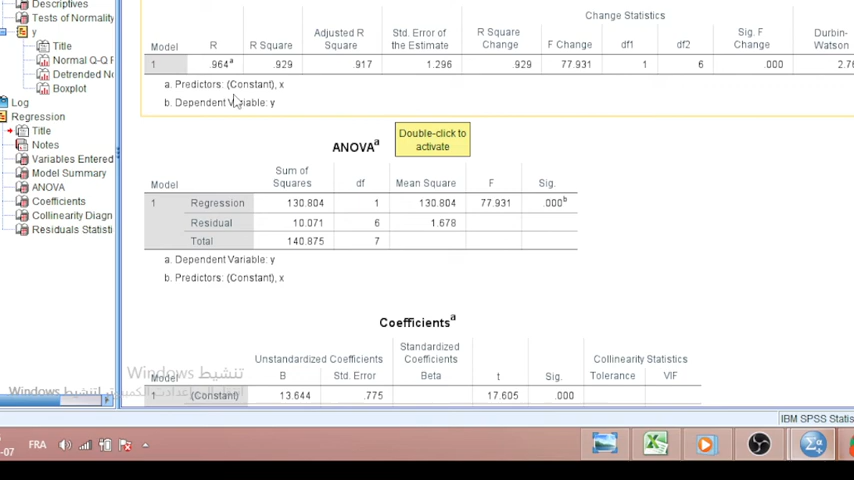 Descriptives
Tests of Normality
y
Title
Normal Q-Q
Detrended No
Boxplot
Log
Regression
Title
Notes
Variables Entered
Model Summary
ANOVA
Coefficients
Collinearity Diagn
Residuals Statisti
Change Statistics
Model R R Square Adjusted R Square Std. Error of the Estimate R Square Change F Change df1 df2 Sig. F Change Durbin-Watson
1 .964a .929 .917 1.296 .929 77.931 1 6 .000 2.76
a. Predictors: (Constant), x
b. Dependent Variable: y
Double-click to activate
ANOVAa
Model Sum of Squares df Mean Square F Sig.
1 Regression 130.804 1 130.804 77.931 .000b
Residual 10.071 6 1.678
Total 140.875 7
a. Dependent Variable: y
b. Predictors: (Constant), x
Coefficientsa
Unstandardized Coefficients Standardized Coefficients Collinearity Statistics
Model B Std. Error Beta t Sig. Tolerance VIF
1 (Constant) 13.644 .775 17.605 .000
تنشيط Windows
لتنشيط Windows
IBM SPSS Statis
FRA
-07